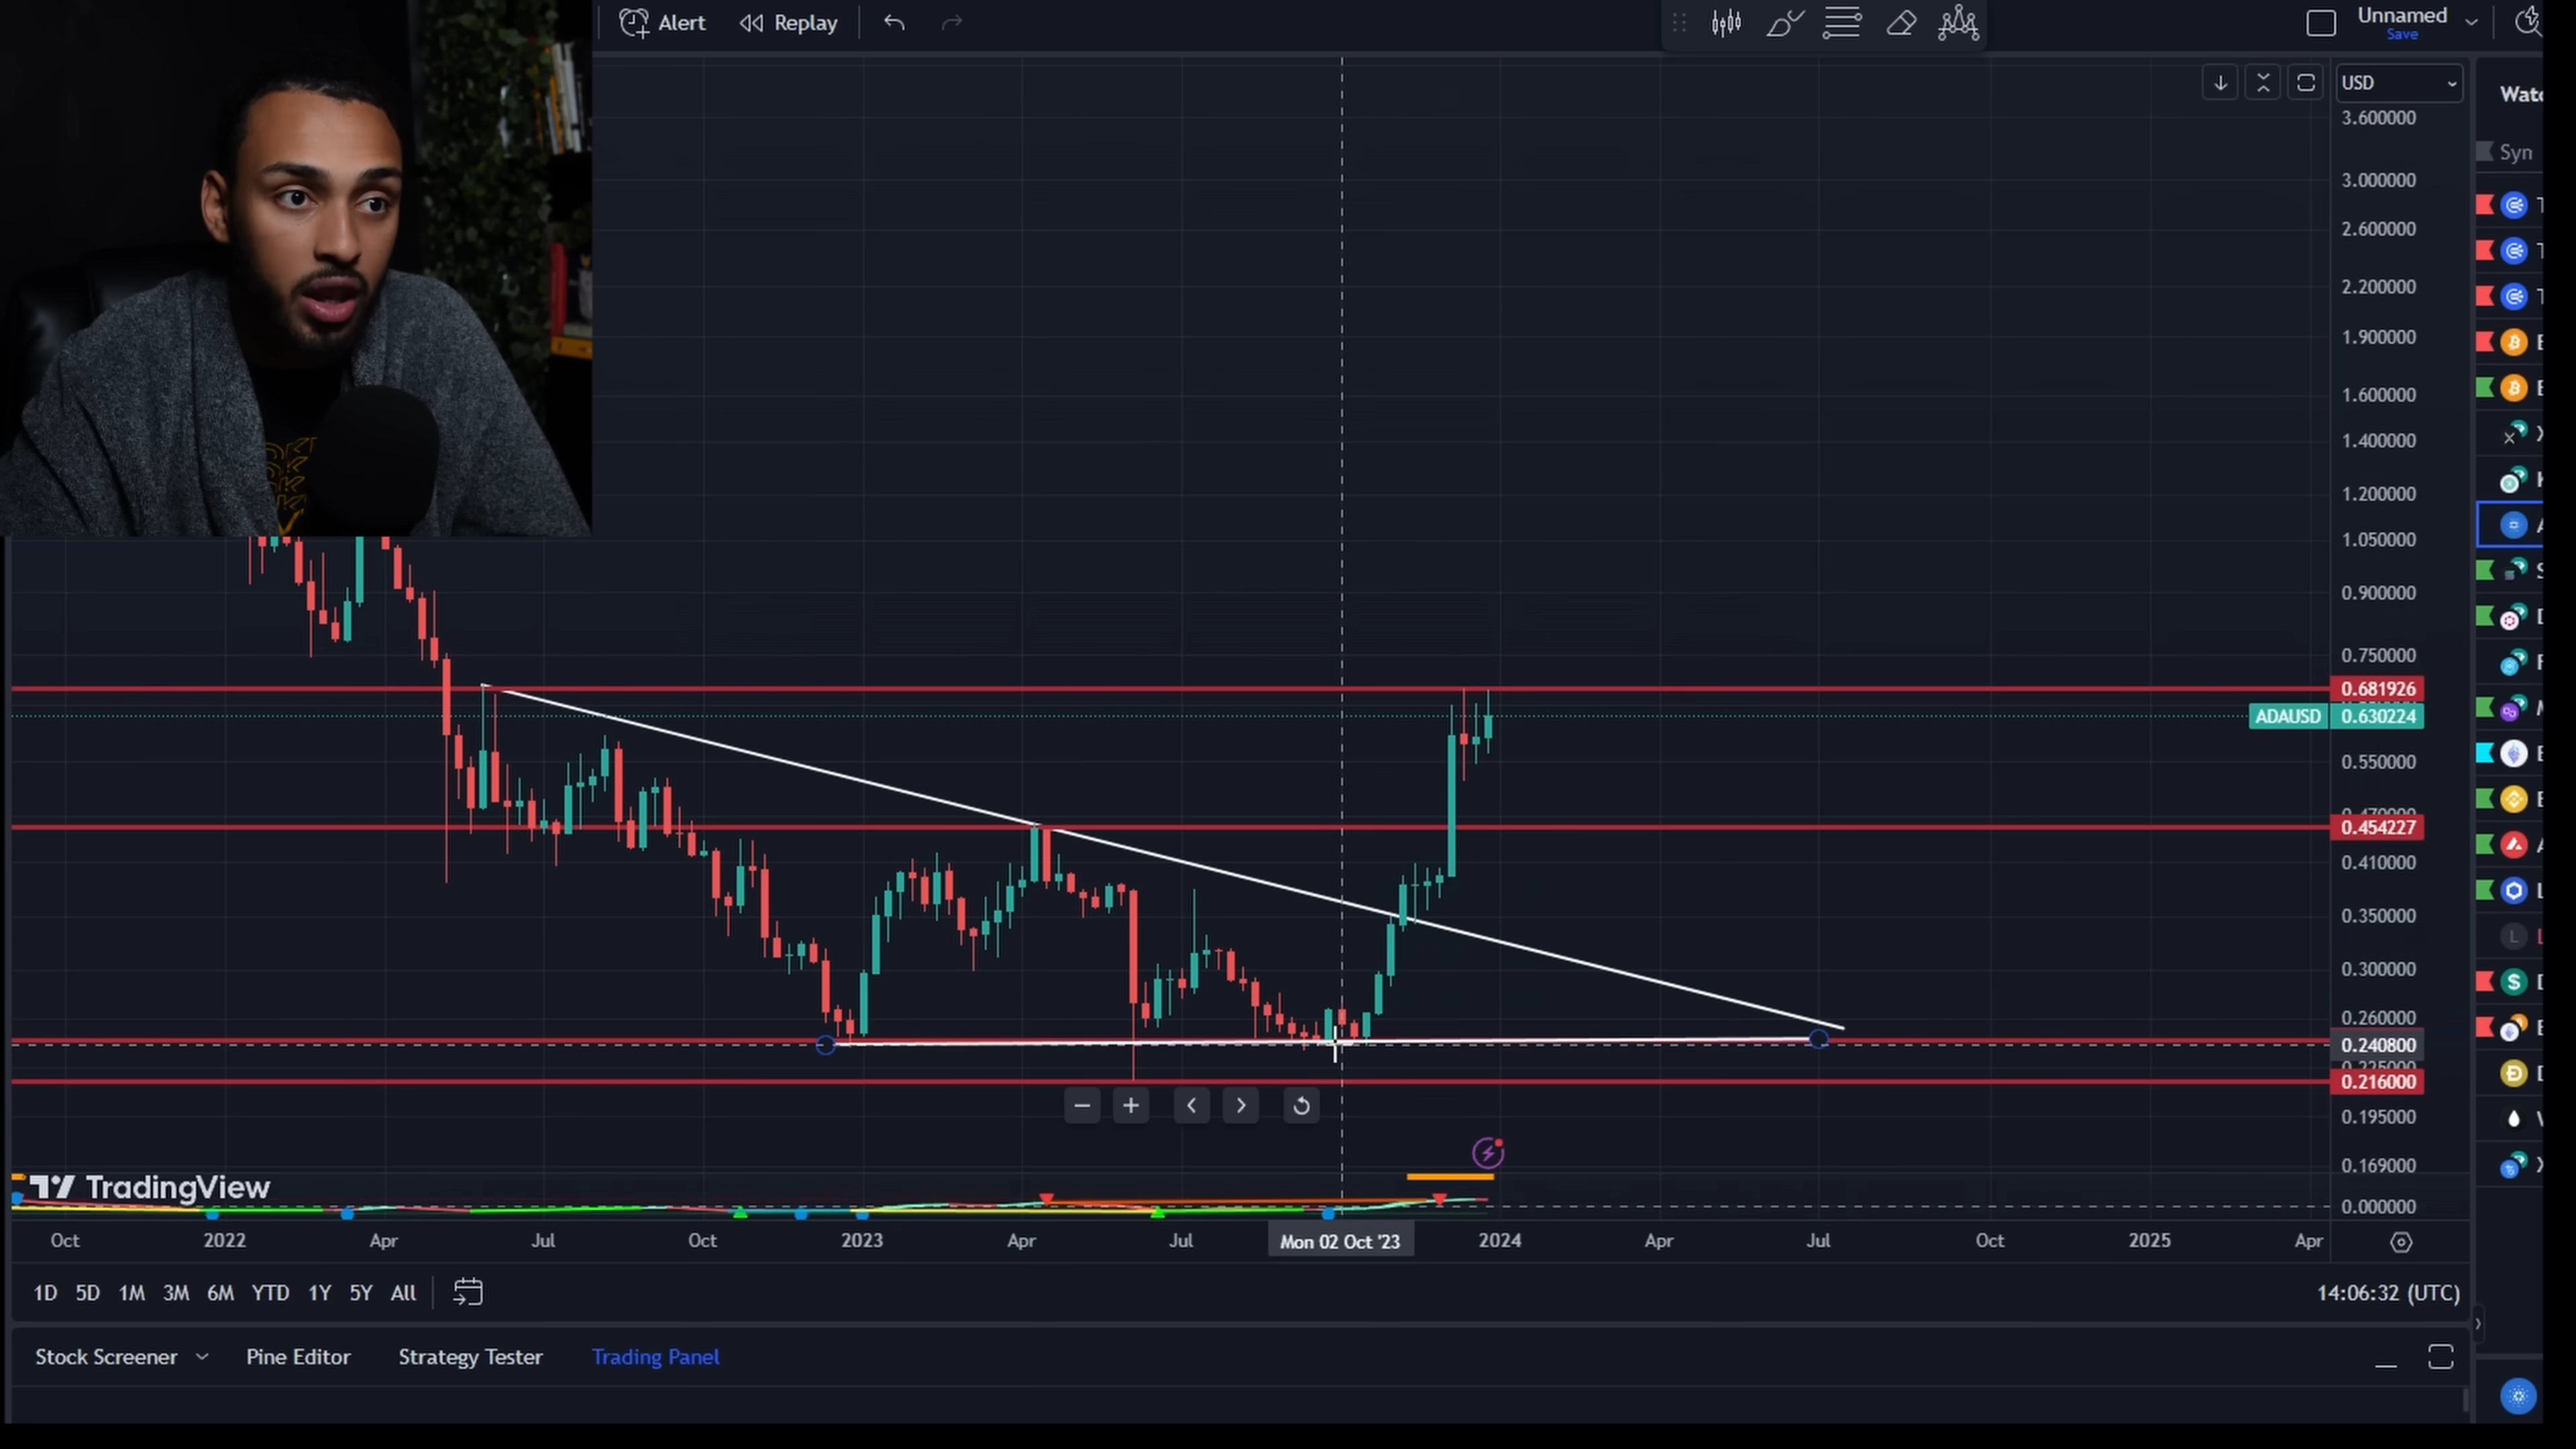 Alert Replay
Unnamed
Save
USD
Watc
Syn
3.600000
3.000000
2.600000
2.200000
1.900000
1.600000
1.400000
1.200000
1.050000
0.900000
0.750000
0.681926
ADAUSD 0.630224
0.550000
0.454227
0.410000
0.350000
0.300000
0.260000
0.240800
0.216000
0.195000
0.169000
0.000000
TradingView
Oct 2022 Apr Jul Oct 2023 Apr Jul Mon 02 Oct '23 2024 Apr Jul Oct 2025 Apr
1D 5D 1M 3M 6M YTD 1Y 5Y All
14:06:32 (UTC)
Stock Screener Pine Editor Strategy Tester Trading Panel